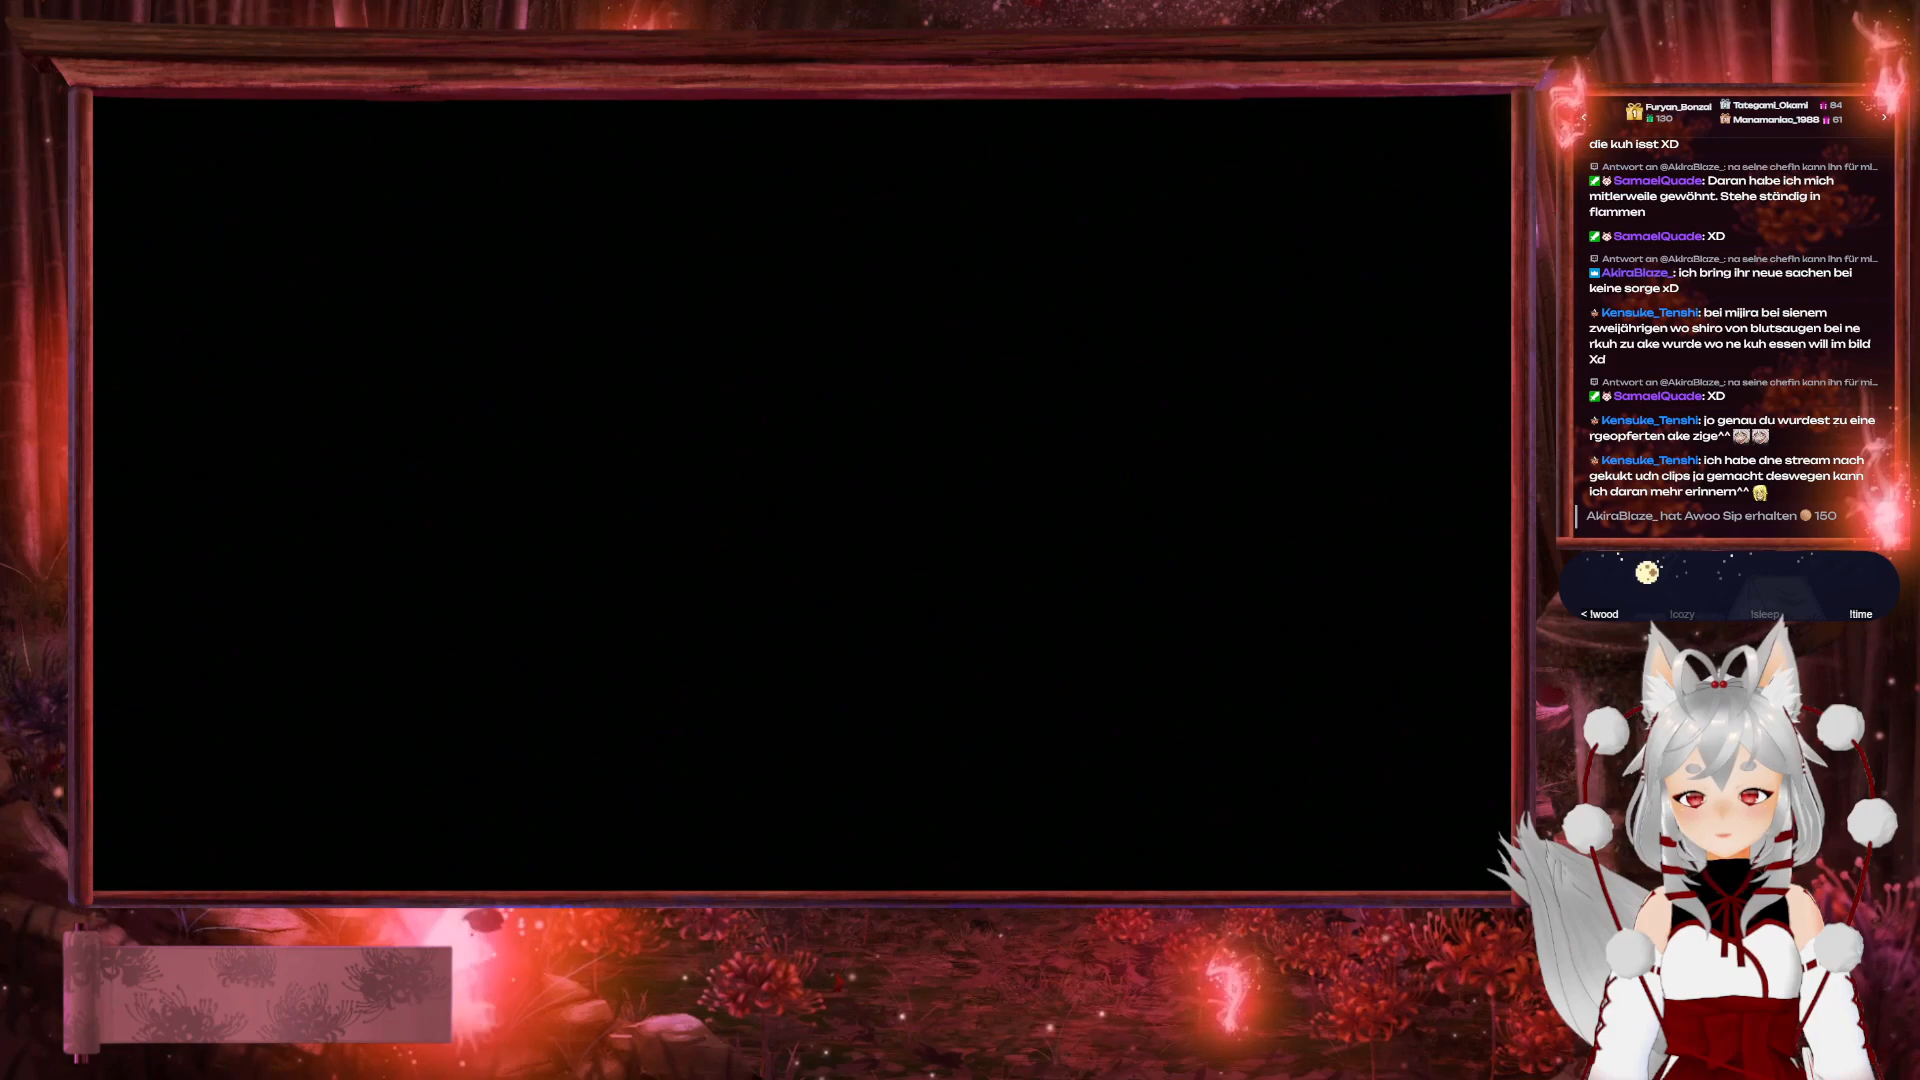 Furyan_Bonzai
130
Tategami_Okami 84
Manamaniac_1988 61
die kuh isst XD
Antwort an @AkiraBlaze_: na seine chefin kann ihn für mi...
SamaelQuade: Daran habe ich mich
mitlerweile gewöhnt. Stehe ständig in
flammen
SamaelQuade: XD
Antwort an @AkiraBlaze_: na seine chefin kann ihn für mi...
AkiraBlaze_: ich bring ihr neue sachen bei
keine sorge xD
Kensuke_Tenshi: bei mijira bei sienem
zweijährigen wo shiro von blutsaugen bei ne
rkuh zu ake wurde wo ne kuh essen will im bild
Xd
Antwort an @AkiraBlaze_: na seine chefin kann ihn für mi...
SamaelQuade: XD
Kensuke_Tenshi: jo genau du wurdest zu eine
rgeopferten ake zige^^
Kensuke_Tenshi: ich habe dne stream nach
gekukt udn clips ja gemacht deswegen kann
ich daran mehr erinnern^^
AkiraBlaze_ hat Awoo Sip erhalten 150
< !wood !cozy !sleep !time